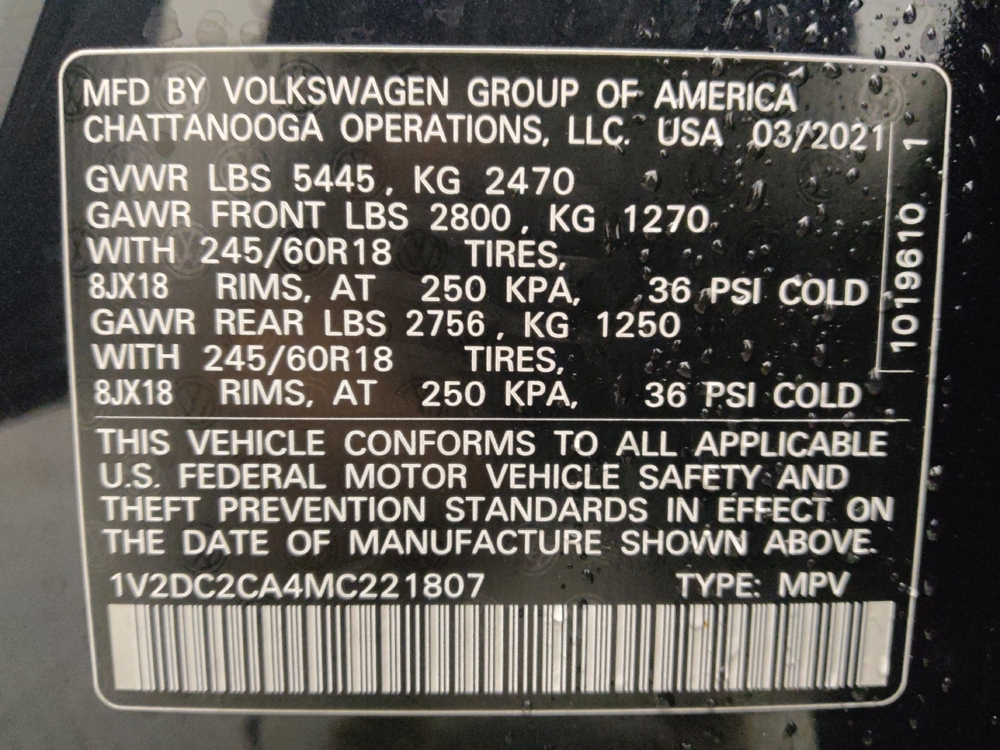 MFD BY VOLKSWAGEN GROUP OF AMERICA
CHATTANOOGA OPERATIONS, LLC. USA 03/2021
GVWR LBS 5445, KG 2470
GAWR FRONT LBS 2800, KG 1270
WITH 245/60R18 TIRES,
8JX18 RIMS, AT 250 KPA, 36 PSI COLD
GAWR REAR LBS 2756, KG 1250
WITH 245/60R18 TIRES,
8JX18 RIMS, AT 250 KPA, 36 PSI COLD
1019610 1
THIS VEHICLE CONFORMS TO ALL APPLICABLE
U.S. FEDERAL MOTOR VEHICLE SAFETY AND
THEFT PREVENTION STANDARDS IN EFFECT ON
THE DATE OF MANUFACTURE SHOWN ABOVE.
1V2DC2CA4MC221807 TYPE: MPV